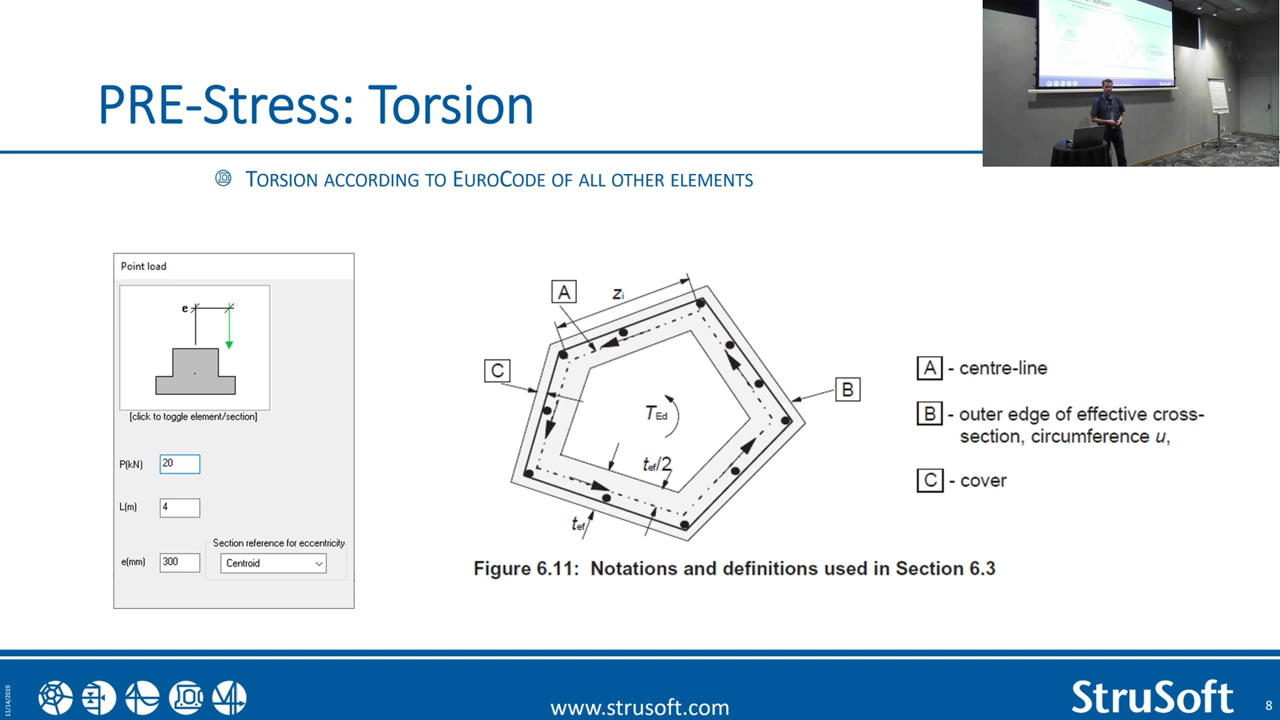 PRE-Stress: Torsion
TORSION ACCORDING TO EUROCODE OF ALL OTHER ELEMENTS
Point load
e
[click to toggle element/section]
P(kN) 20
L(m) 4
Section reference for eccentricity
e(mm) 300 Centroid
A
zi
C
B
TEd
tef/2
tef
A - centre-line
B - outer edge of effective cross-
section, circumference u,
C - cover
Figure 6.11: Notations and definitions used in Section 6.3
11/14/2019
www.strusoft.com
StruSoft
8